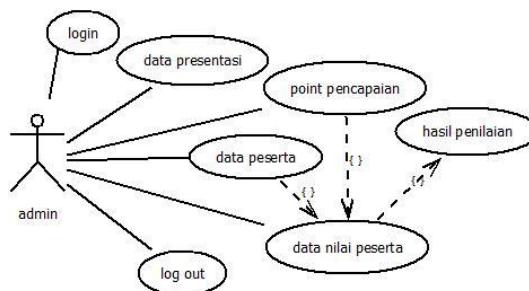 login
data presentasi
point pencapaian
hasil penilaian
{ }
data peserta
{ }
{ }
admin
data nilai peserta
log out